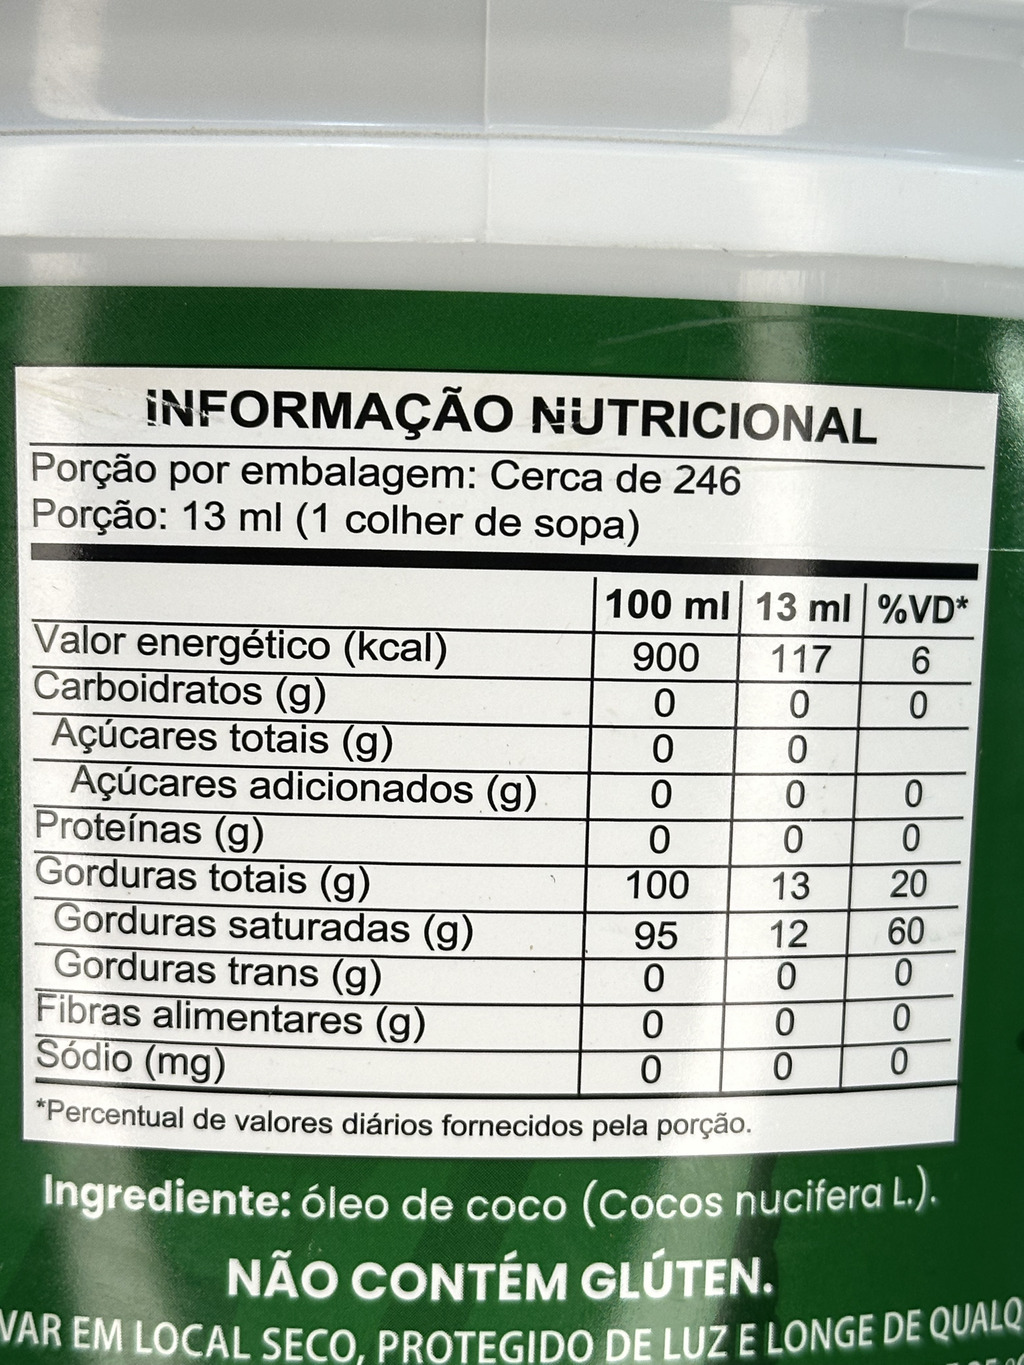 INFORMAÇÃO NUTRICIONAL
Porção por embalagem: Cerca de 246
Porção: 13 ml (1 colher de sopa)
100 ml 13 ml %VD*
Valor energético (kcal) 900 117 6
Carboidratos (g) 0 0 0
Açúcares totais (g) 0 0
Açúcares adicionados (g) 0 0 0
Proteínas (g) 0 0 0
Gorduras totais (g) 100 13 20
Gorduras saturadas (g) 95 12 60
Gorduras trans (g) 0 0 0
Fibras alimentares (g) 0 0 0
Sódio (mg) 0 0 0
*Percentual de valores diários fornecidos pela porção.
Ingrediente: óleo de coco (Cocos nucifera L.).
NÃO CONTÉM GLÚTEN.
VAR EM LOCAL SECO, PROTEGIDO DE LUZ E LONGE DE QUALQ